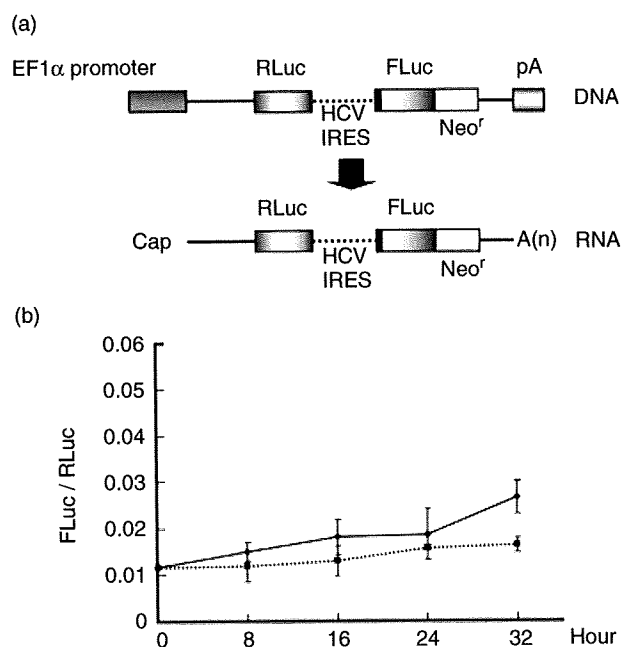 (a)
EF1α promoter RLuc FLuc pA
DNA
HCV
IRES
Neoʳ
RLuc FLuc
Cap A(n) RNA
HCV
IRES
Neoʳ
(b)
0.06
0.05
0.04
0.03
0.02
0.01
0
FLuc / RLuc
0 8 16 24 32 Hour